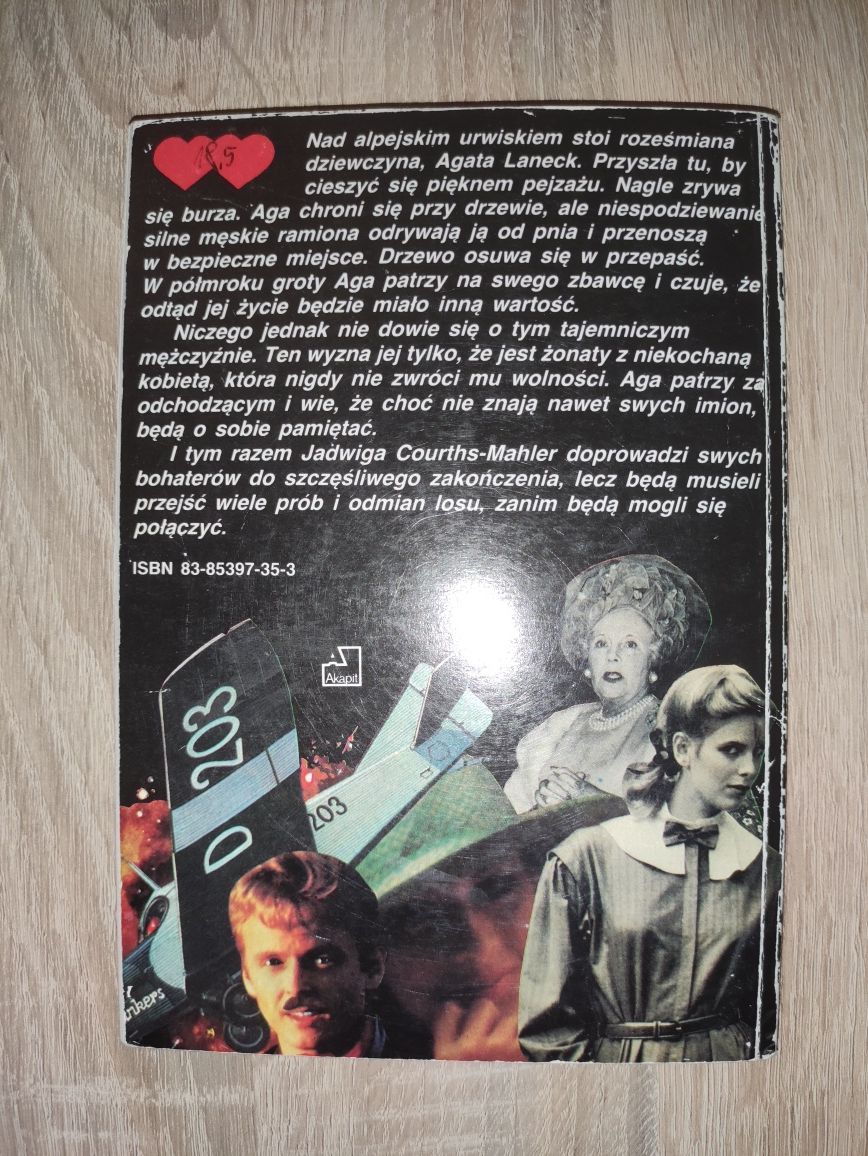 18,5
Nad alpejskim urwiskiem stoi roześmiana
dziewczyna, Agata Laneck. Przyszła tu, by
cieszyć się pięknem pejzażu. Nagle zrywa
się burza. Aga chroni się przy drzewie, ale niespodziewanie
silne męskie ramiona odrywają ją od pnia i przenoszą
w bezpieczne miejsce. Drzewo osuwa się w przepaść.
W półmroku groty Aga patrzy na swego zbawcę i czuje, że
odtąd jej życie będzie miało inną wartość.
Niczego jednak nie dowie się o tym tajemniczym
mężczyźnie. Ten wyzna jej tylko, że jest żonaty z niekochaną
kobietą, która nigdy nie zwróci mu wolności. Aga patrzy za
odchodzącym i wie, że choć nie znają nawet swych imion,
będą o sobie pamiętać.
I tym razem Jadwiga Courths-Mahler doprowadzi swych
bohaterów do szczęśliwego zakończenia, lecz będą musieli
przejść wiele prób i odmian losu, zanim będą mogli się
połączyć.
ISBN 83-85397-35-3
Akapit
D 203
203